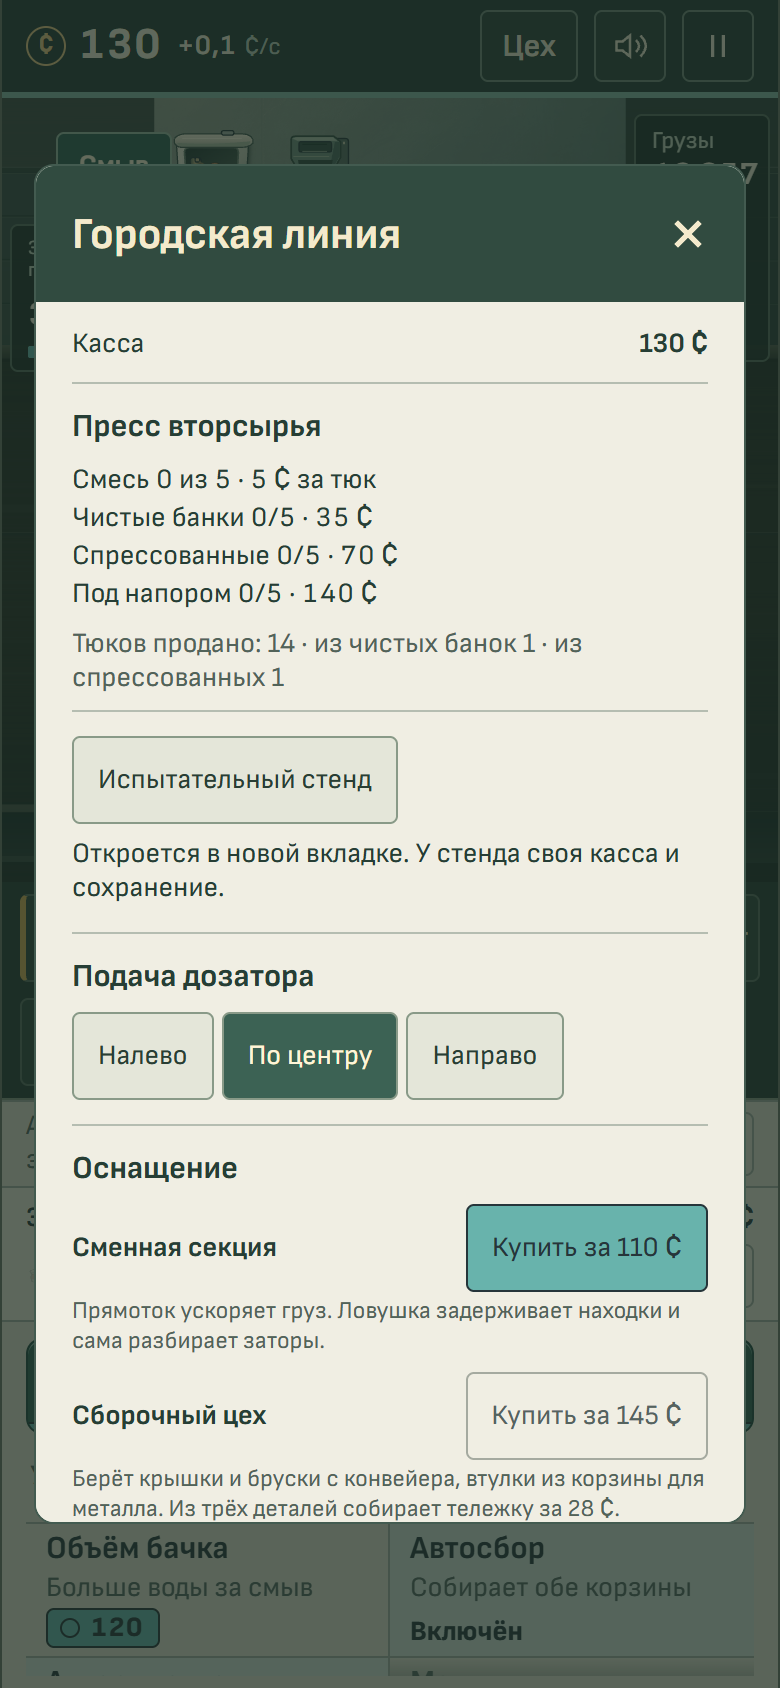 ₵ 130 +0,1 ₵/с
Цех
Смыв
Грузы
Городская линия
×
Касса
130 ₵
Пресс вторсырья
Смесь 0 из 5 · 5 ₵ за тюк
Чистые банки 0/5 · 35 ₵
Спрессованные 0/5 · 70 ₵
Под напором 0/5 · 140 ₵
Тюков продано: 14 · из чистых банок 1 · из
спрессованных 1
Испытательный стенд
Откроется в новой вкладке. У стенда своя касса и
сохранение.
Подача дозатора
Налево
По центру
Направо
Оснащение
Сменная секция
Купить за 110 ₵
Прямоток ускоряет груз. Ловушка задерживает находки и
сама разбирает заторы.
Сборочный цех
Купить за 145 ₵
Берёт крышки и бруски с конвейера, втулки из корзины для
металла. Из трёх деталей собирает тележку за 28 ₵.
Объём бачка
Больше воды за смыв
120
Автосбор
Собирает обе корзины
Включён